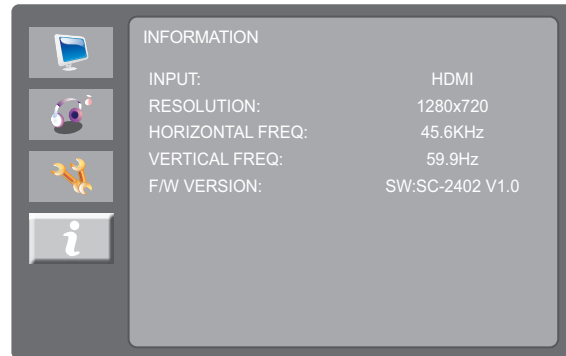 INFORMATION
INPUT: HDMI
RESOLUTION: 1280x720
HORIZONTAL FREQ: 45.6KHz
VERTICAL FREQ: 59.9Hz
F/W VERSION: SW:SC-2402 V1.0
i